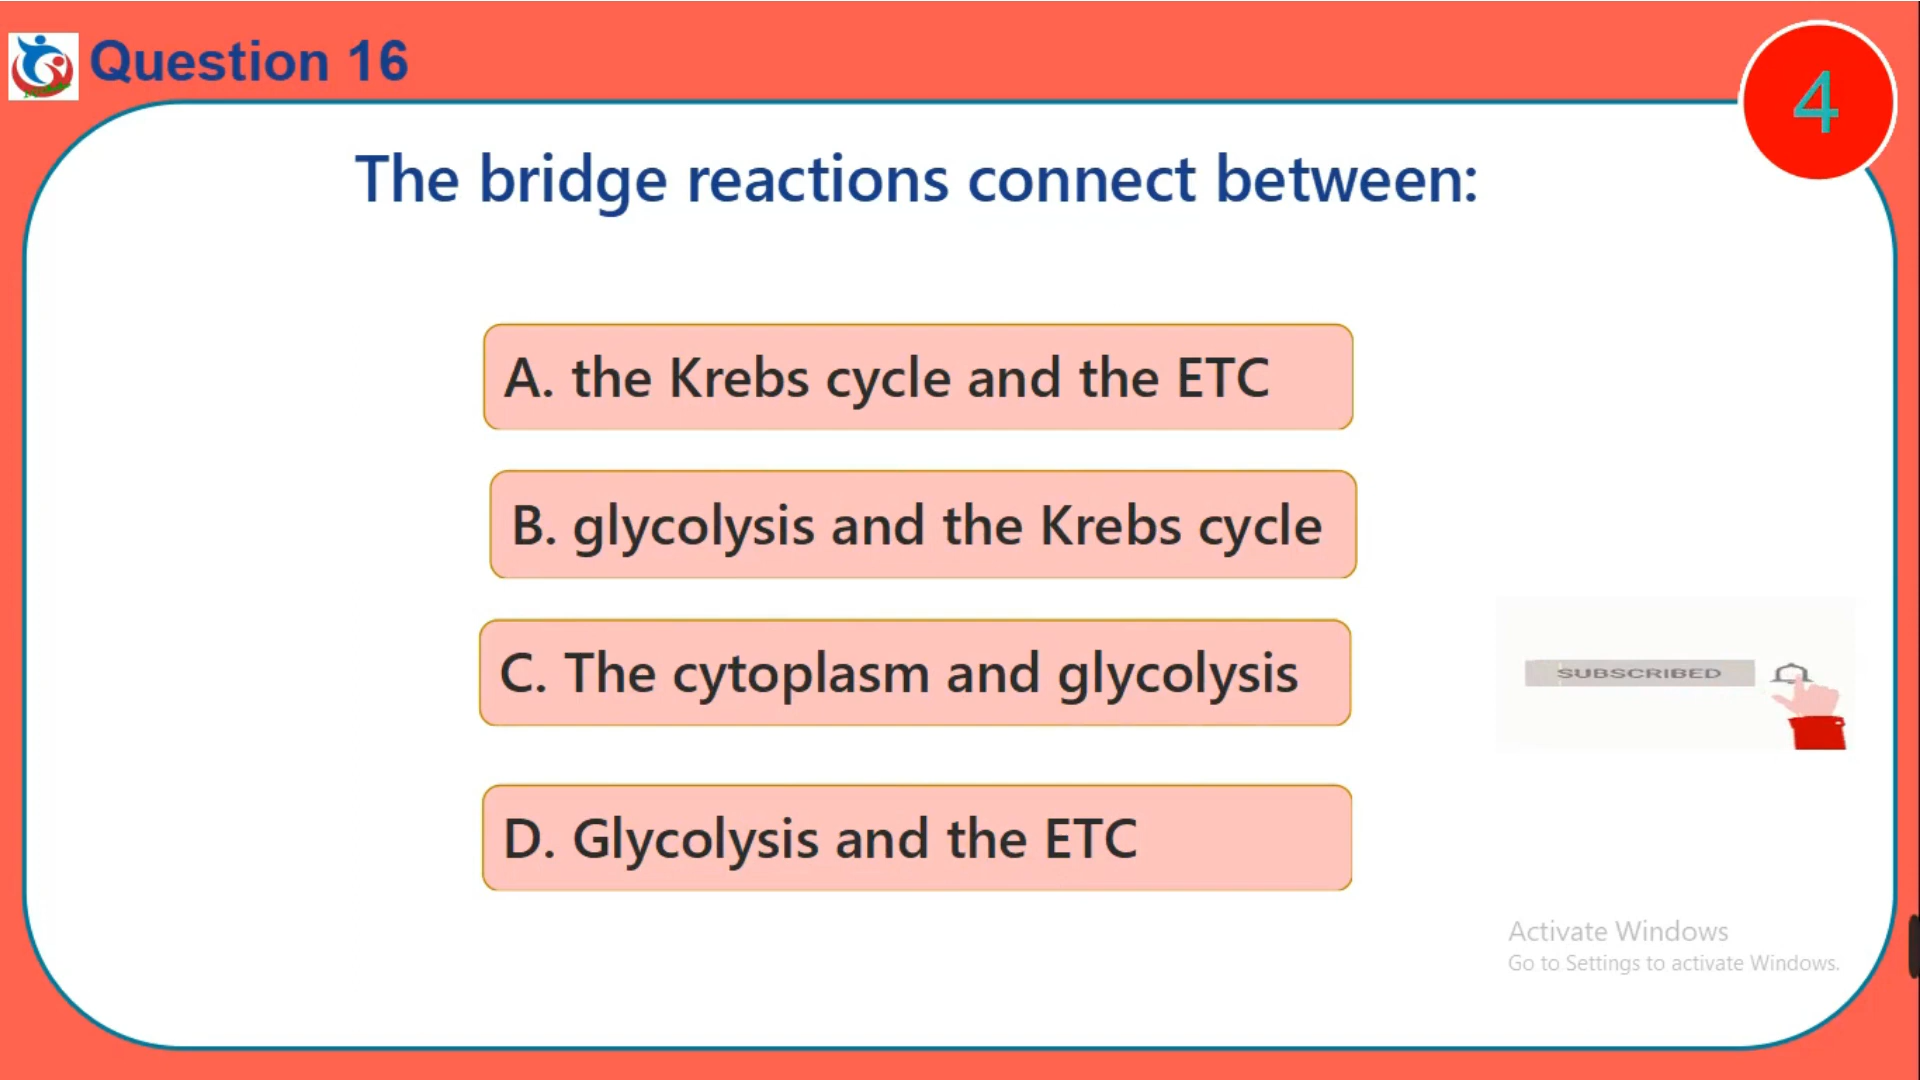 Question 16
4
The bridge reactions connect between:
A. the Krebs cycle and the ETC
B. glycolysis and the Krebs cycle
C. The cytoplasm and glycolysis
SUBSCRIBED
D. Glycolysis and the ETC
Activate Windows
Go to Settings to activate Windows.